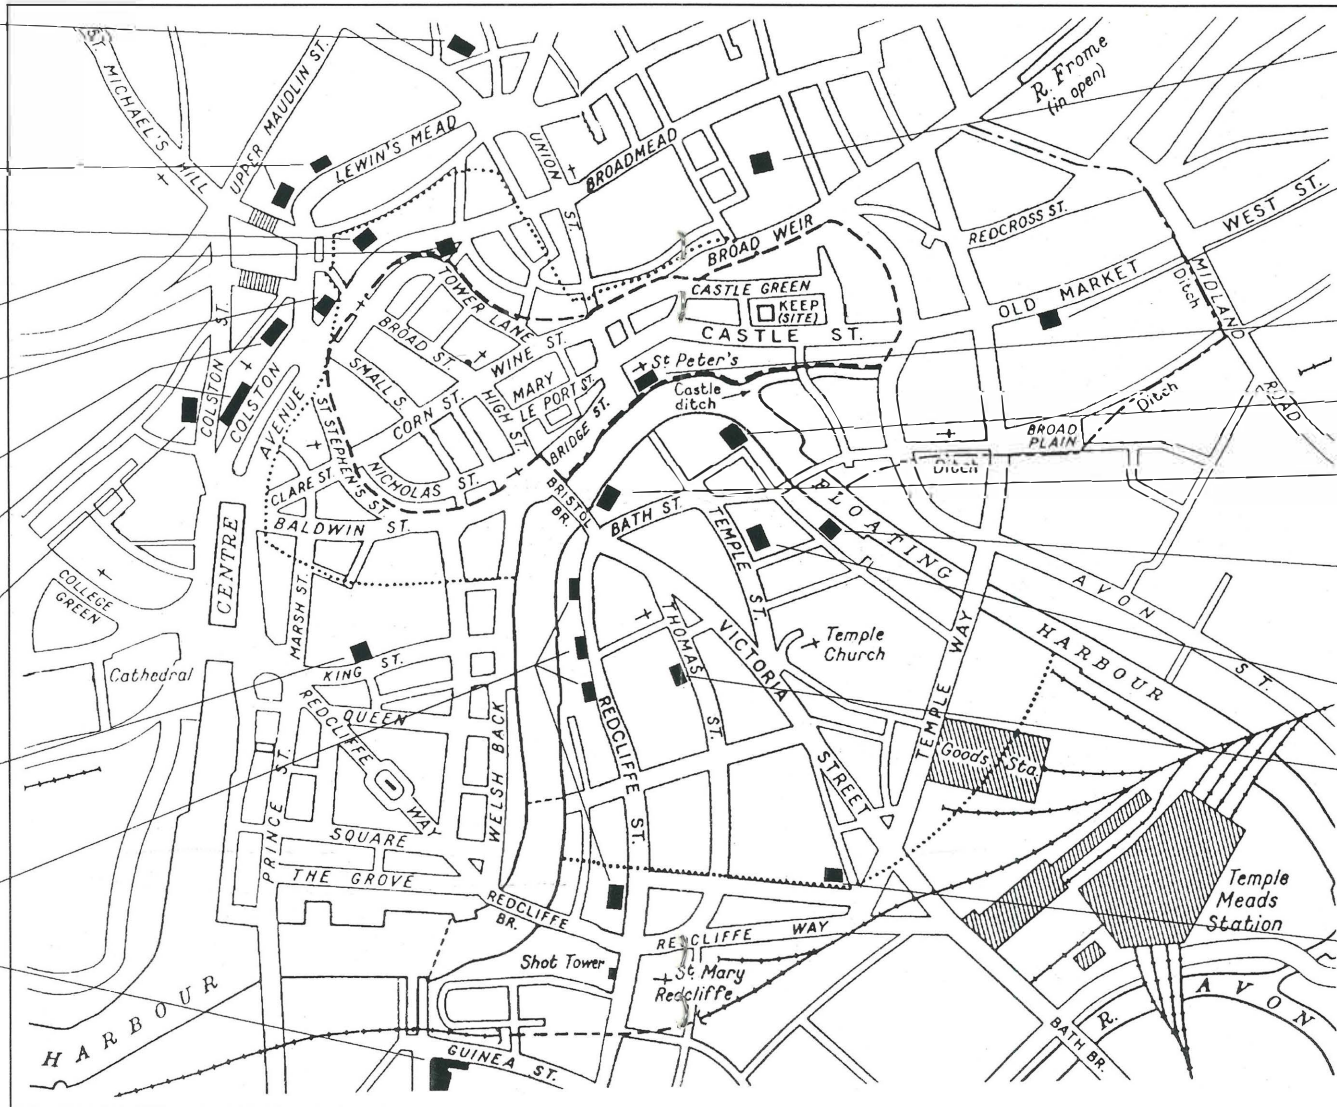 ST. MICHAEL'S HILL
UPPER MAUDLIN ST.
LEWIN'S MEAD
UNION
ST.
BROADMEAD
R. Frome
(in open)
BROAD WEIR
REDCROSS ST.
WEST ST.
OLD MARKET
MIDLAND
ROAD
Ditch
Ditch
CASTLE GREEN
KEEP
(SITE)
CASTLE ST.
TOWER LANE
WINE ST.
BROAD ST.
SMALL S.
CORN ST.
HIGH ST.
MARY
LE PORT ST.
BRIDGE ST.
St Peter's
Castle
ditch
COLSTON ST.
COLSTON
AVENUE
ST STEPHEN'S ST.
CLARE ST.
NICHOLAS ST.
BALDWIN ST.
BRISTOL
BR.
BATH ST.
TEMPLE ST.
BROAD
PLAIN
Ditch
FLOATING
HARBOUR
AVON ST.
CENTRE
COLLEGE
GREEN
Cathedral
MARSH ST.
KING ST.
QUEEN
SQUARE
REDCLIFFE
WAY
PRINCE ST.
WELSH BACK
THE GROVE
REDCLIFFE
BR.
THOMAS
ST.
VICTORIA
STREET
Temple
Church
TEMPLE WAY
REDCLIFFE ST.
Goods Sta.
Temple
Meads
Station
REDCLIFFE WAY
Shot Tower
St Mary
Redcliffe
HARBOUR
GUINEA ST.
BATH BR.
R. AVON